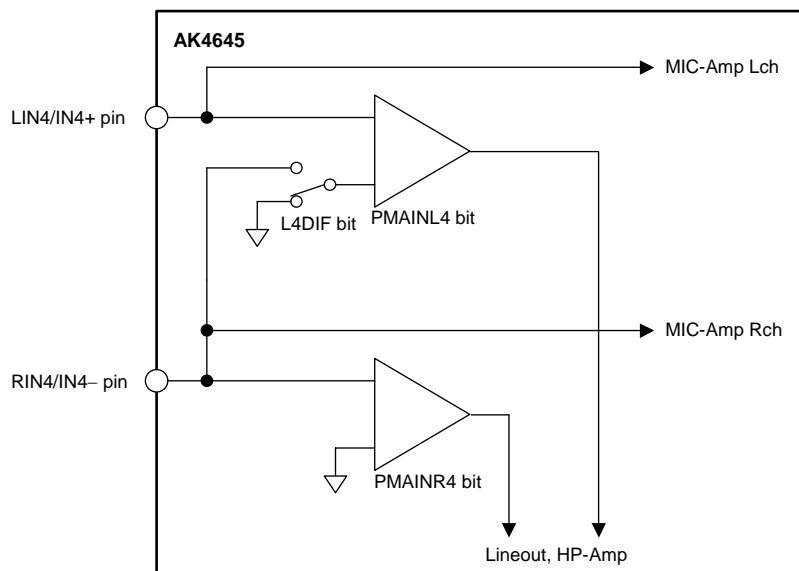 AK4645
MIC-Amp Lch
LIN4/IN4+ pin
L4DIF bit
PMAINL4 bit
MIC-Amp Rch
RIN4/IN4− pin
PMAINR4 bit
Lineout, HP-Amp